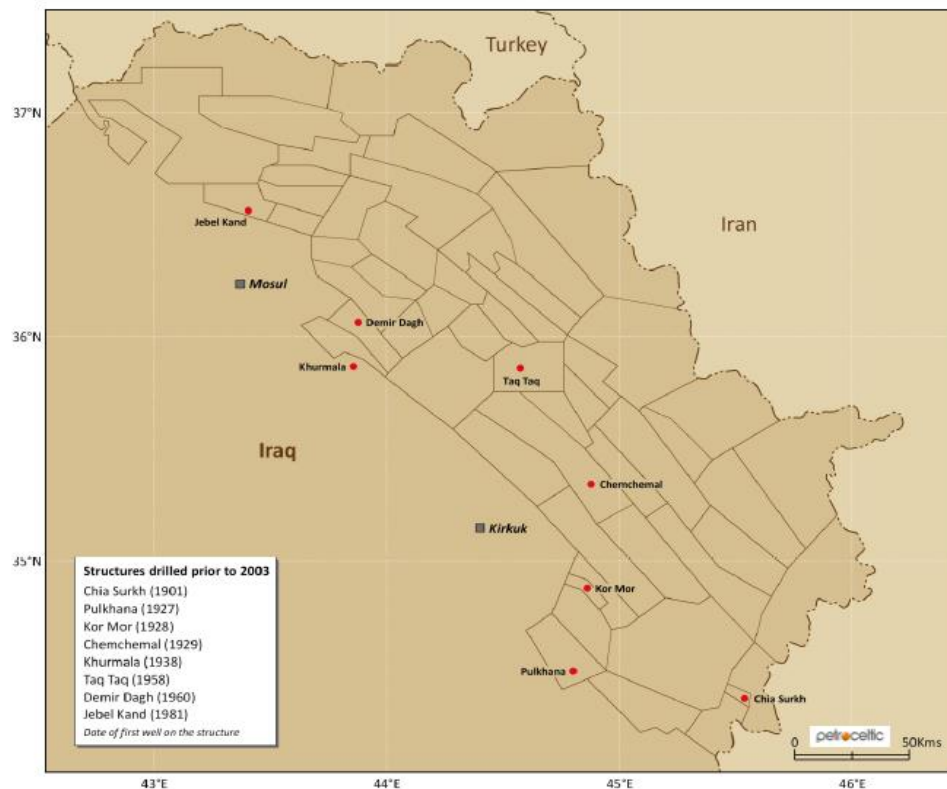 Turkey
37°N
Iran
Jebel Kand
Mosul
Demir Dagh
36°N
Khurmala
Taq Taq
Iraq
Chemchemal
Kirkuk
35°N
Structures drilled prior to 2003
Chia Surkh (1901)
Pulkhana (1927)
Kor Mor (1928)
Chemchemal (1929)
Khurmala (1938)
Taq Taq (1958)
Demir Dagh (1960)
Jebel Kand (1981)
Date of first well on the structure
Kor Mor
Pulkhana
Chia Surkh
petroceltic
0 50Kms
43°E 44°E 45°E 46°E